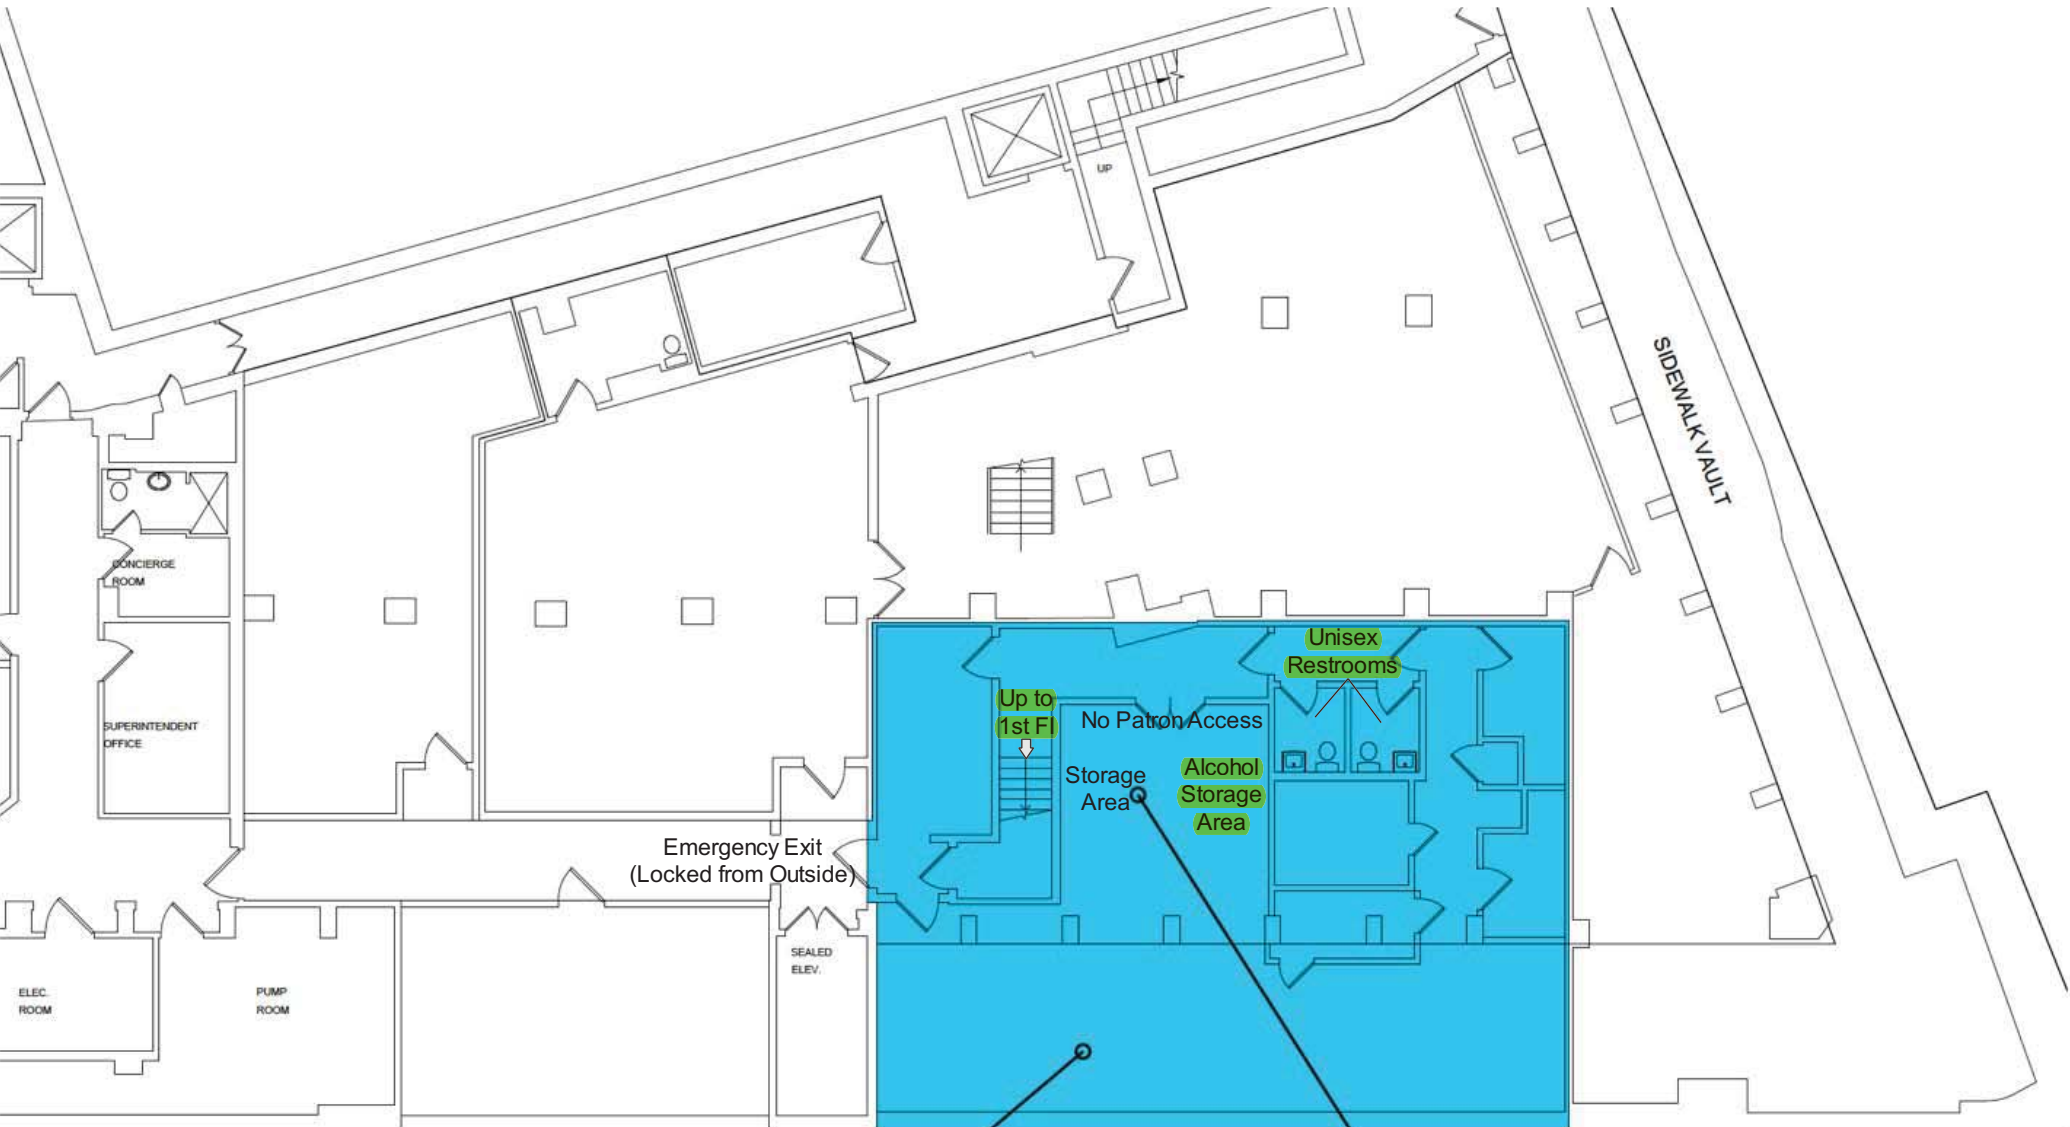 UP
SIDEWALK VAULT
CONCIERGE
ROOM
SUPERINTENDENT
OFFICE
Unisex
Restrooms
Up to
1st Fl
No Patron Access
Storage
Area
Alcohol
Storage
Area
Emergency Exit
(Locked from Outside)
SEALED
ELEV.
ELEC.
ROOM
PUMP
ROOM